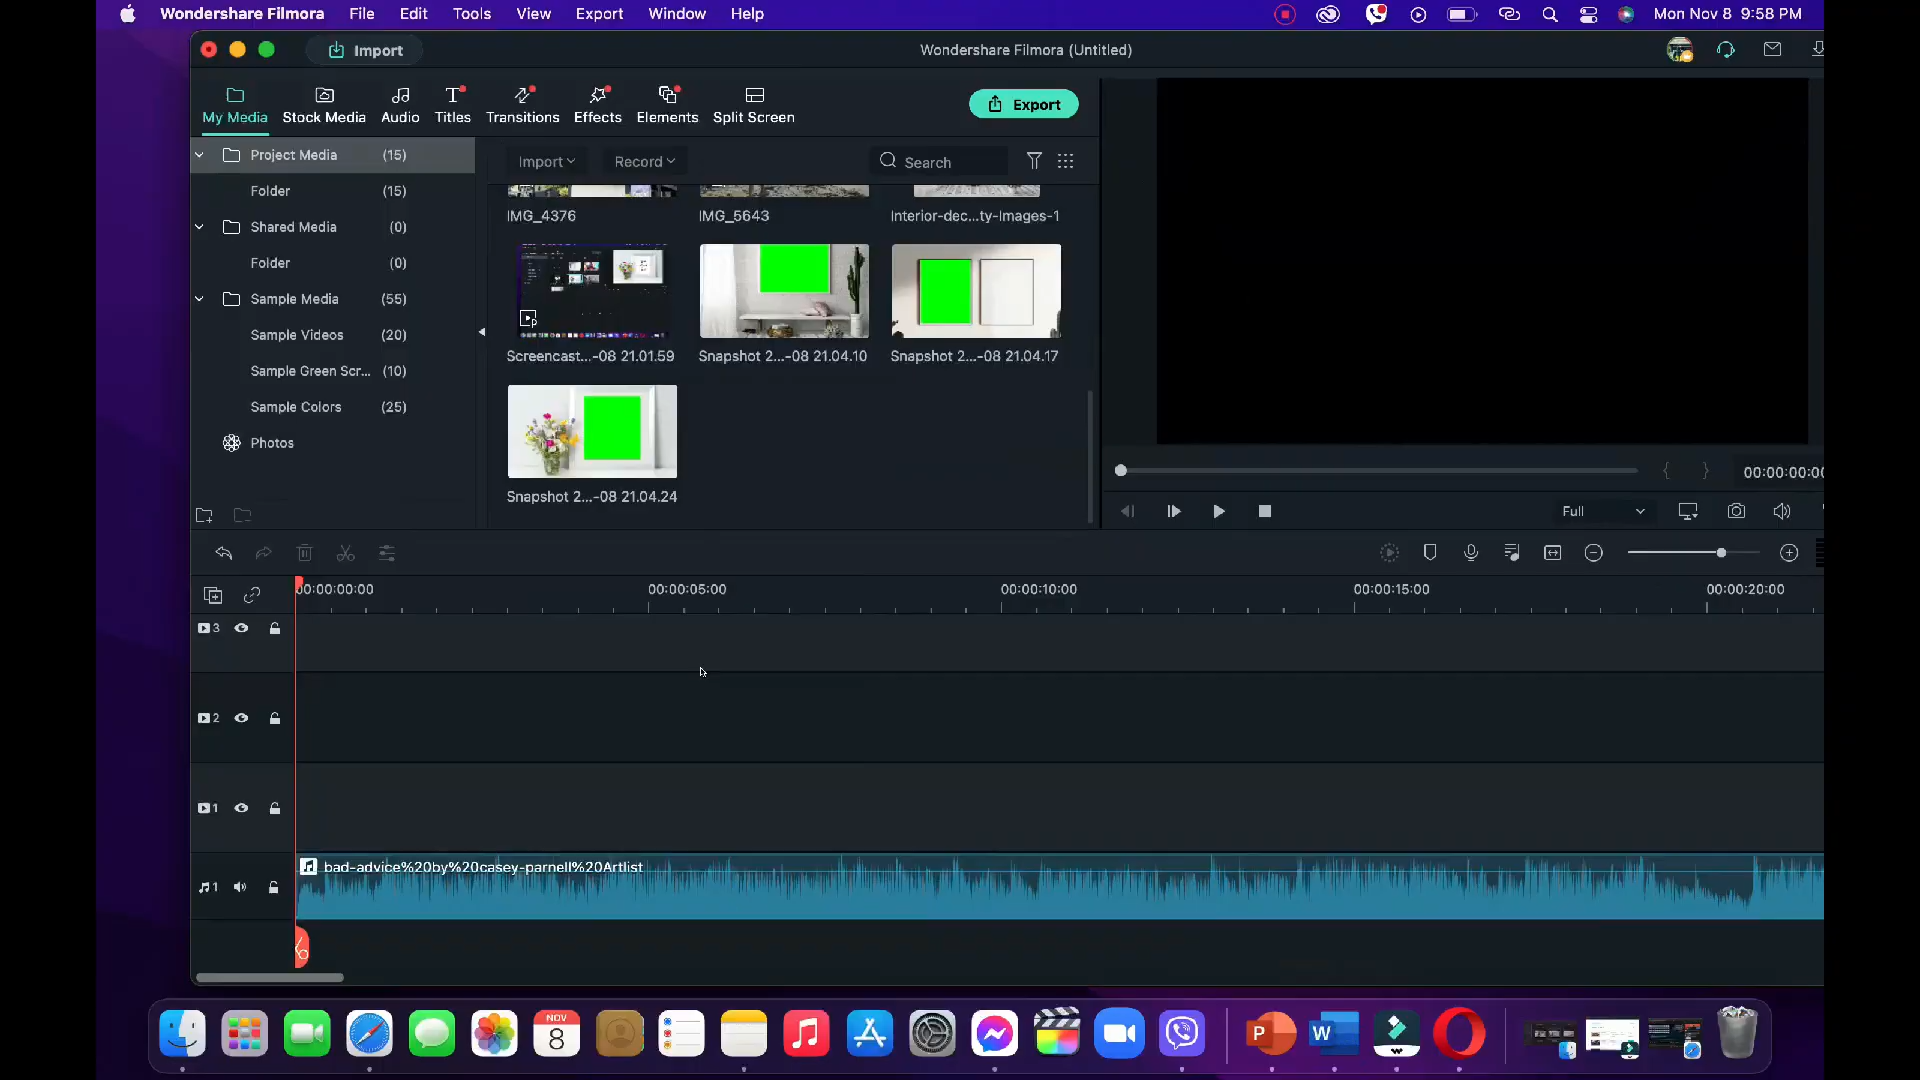 Wondershare Filmora File Edit Tools View Export Window Help Mon Nov 8 9:58 PM
Import Wondershare Filmora (Untitled)
My Media Stock Media Audio Titles Transitions Effects Elements Split Screen Export
Project Media (15)
Folder (15)
Shared Media (0)
Folder (0)
Sample Media (55)
Sample Videos (20)
Sample Green Scr... (10)
Sample Colors (25)
Photos
Import Record Search
IMG_4376 IMG_5643 Interior-dec...ty-Images-1
Screencast...-08 21.01.59 Snapshot 2...-08 21.04.10 Snapshot 2...-08 21.04.17
Snapshot 2...-08 21.04.24
{ } 00:00:00:00
Full
00:00:00:00 00:00:05:00 00:00:10:00 00:00:15:00 00:00:20:00
3
2
1
1 bad-advice%20by%20casey-parnell%20Artlist
NOV
8
P W